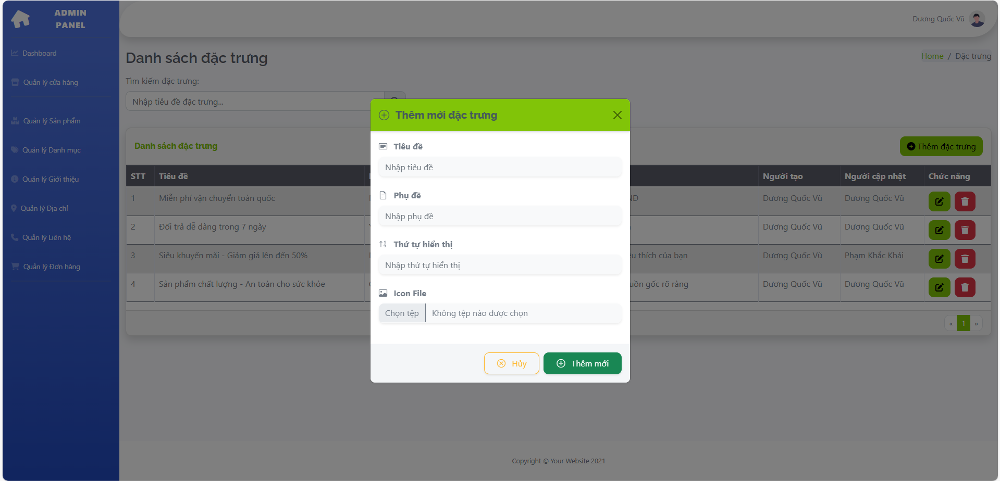 ADMIN
PANEL
Dương Quốc Vũ
Dashboard
Quản lý cửa hàng
Quản lý Sản phẩm
Quản lý Danh mục
Quản lý Giới thiệu
Quản lý Địa chỉ
Quản lý Liên hệ
Quản lý Đơn hàng
Danh sách đặc trưng
Home / Đặc trưng
Tìm kiếm đặc trưng:
Nhập tiêu đề đặc trưng...
Danh sách đặc trưng
Thêm đặc trưng
STT Tiêu đề Người tạo Người cập nhật Chức năng
1 Miễn phí vận chuyển toàn quốc Dương Quốc Vũ Dương Quốc Vũ
2 Đổi trả dễ dàng trong 7 ngày Dương Quốc Vũ Dương Quốc Vũ
3 Siêu khuyến mãi - Giảm giá lên đến 50% thích của bạn Dương Quốc Vũ Phạm Khắc Khải
4 Sản phẩm chất lượng - An toàn cho sức khỏe gốc rõ ràng Dương Quốc Vũ Dương Quốc Vũ
« 1 »
Thêm mới đặc trưng
Tiêu đề
Nhập tiêu đề
Phụ đề
Nhập phụ đề
Thứ tự hiển thị
Nhập thứ tự hiển thị
Icon File
Chọn tệp Không tệp nào được chọn
Hủy Thêm mới
Copyright © Your Website 2021